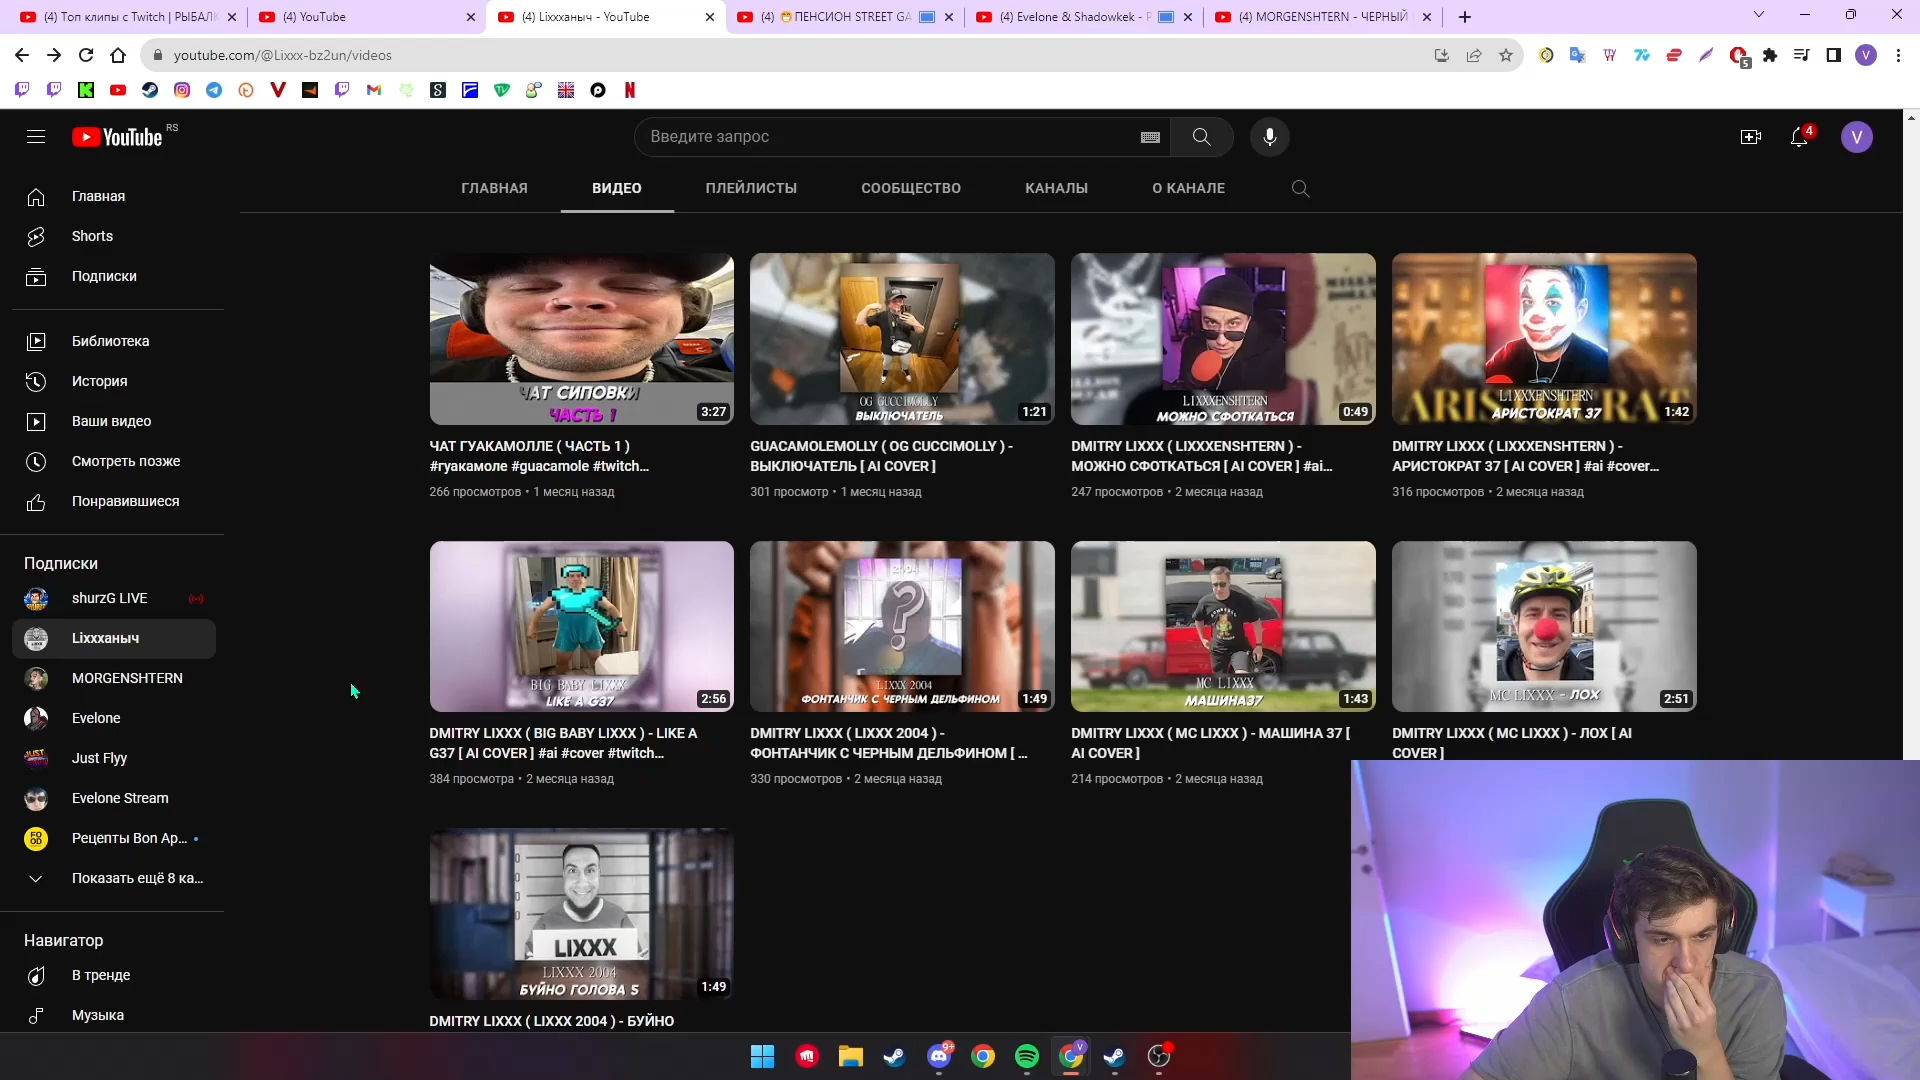 (4) Топ клипы с Twitch | РЫБАЛК
(4) YouTube
(4) Lixxxаныч - YouTube
(4) 😁ПЕНСИОН STREET GA
(4) Evelone & Shadowkek - P
(4) MORGENSHTERN - ЧЕРНЫЙ
youtube.com/@Lixxx-bz2un/videos
5
V
YouTube RS
Введите запрос
4
V
ГЛАВНАЯ
ВИДЕО
ПЛЕЙЛИСТЫ
СООБЩЕСТВО
КАНАЛЫ
О КАНАЛЕ
Главная
Shorts
Подписки
Библиотека
История
Ваши видео
Смотреть позже
Понравившиеся
Подписки
shurzG LIVE
Lixxxаныч
MORGENSHTERN
Evelone
Just Flyy
Evelone Stream
Рецепты Bon Ap...
Показать ещё 8 ка...
Навигатор
В тренде
Музыка
ЧАТ СИПОВКИ
ЧАСТЬ 1
3:27
ЧАТ ГУАКАМОЛЛЕ ( ЧАСТЬ 1 )
#гуакамоле #guacamole #twitch...
266 просмотров • 1 месяц назад
OG GUCCIMOLLY
ВЫКЛЮЧАТЕЛЬ
1:21
GUACAMOLEMOLLY ( OG CUCCIMOLLY ) -
ВЫКЛЮЧАТЕЛЬ [ AI COVER ]
301 просмотр • 1 месяц назад
LIXXXENSHTERN
МОЖНО СФОТКАТЬСЯ
0:49
DMITRY LIXXX ( LIXXXENSHTERN ) -
МОЖНО СФОТКАТЬСЯ [ AI COVER ] #ai...
247 просмотров • 2 месяца назад
LIXXXENSHTERN
АРИСТОКРАТ 37
1:42
DMITRY LIXXX ( LIXXXENSHTERN ) -
АРИСТОКРАТ 37 [ AI COVER ] #ai #cover...
316 просмотров • 2 месяца назад
BIG BABY LIXXX
LIKE A G37
2:56
DMITRY LIXXX ( BIG BABY LIXXX ) - LIKE A
G37 [ AI COVER ] #ai #cover #twitch...
384 просмотра • 2 месяца назад
2004
LIXXX 2004
ФОНТАНЧИК С ЧЕРНЫМ ДЕЛЬФИНОМ
1:49
DMITRY LIXXX ( LIXXX 2004 ) -
ФОНТАНЧИК С ЧЕРНЫМ ДЕЛЬФИНОМ [ ...
330 просмотров • 2 месяца назад
MC LIXXX
МАШИНА37
1:43
DMITRY LIXXX ( MC LIXXX ) - МАШИНА 37 [
AI COVER ]
214 просмотров • 2 месяца назад
MC LIXXX - ЛОХ
2:51
DMITRY LIXXX ( MC LIXXX ) - ЛОХ [ AI
COVER ]
LIXXX
LIXXX 2004
БУЙНО ГОЛОВА 5
1:49
DMITRY LIXXX ( LIXXX 2004 ) - БУЙНО
9+
V